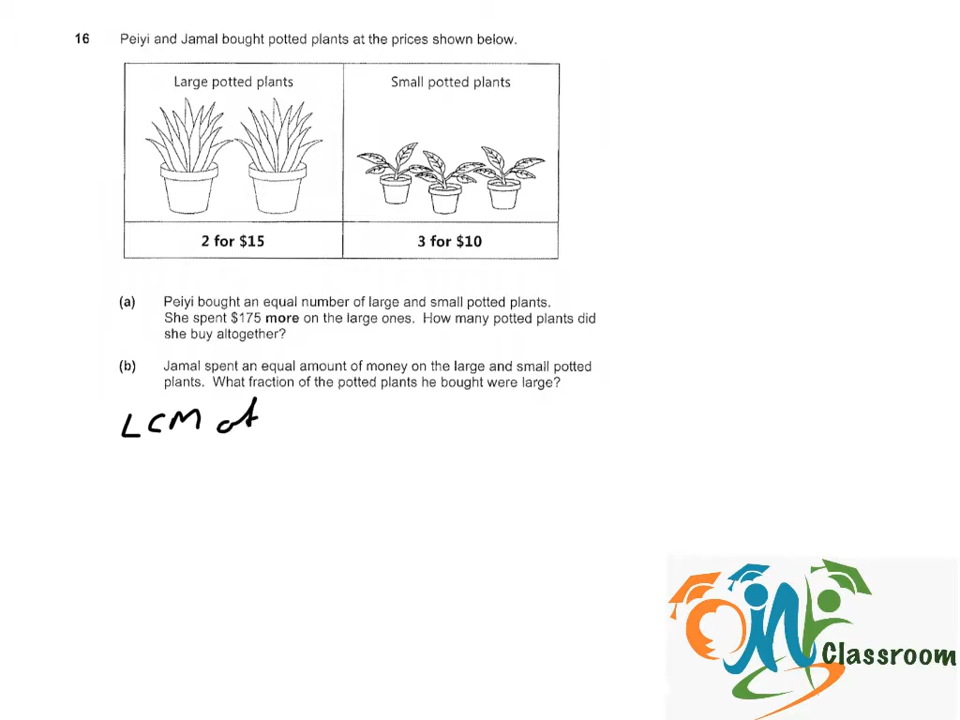 16 Peiyi and Jamal bought potted plants at the prices shown below.
Large potted plants Small potted plants
2 for $15 3 for $10
(a) Peiyi bought an equal number of large and small potted plants.
She spent $175 more on the large ones. How many potted plants did
she buy altogether?
(b) Jamal spent an equal amount of money on the large and small potted
plants. What fraction of the potted plants he bought were large?
LCM of
Classroom